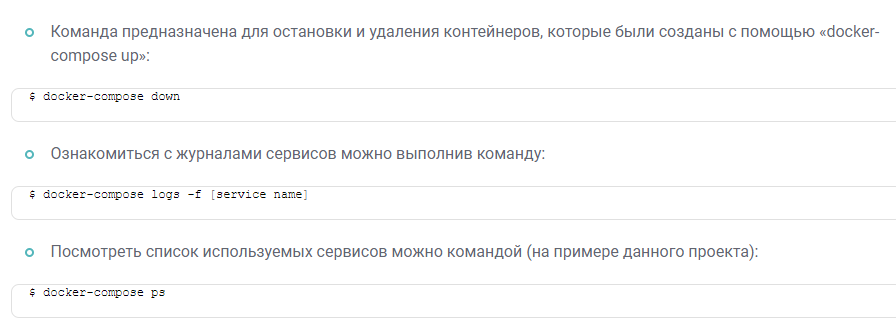 Команда предназначена для остановки и удаления контейнеров, которые были созданы с помощью «docker-
compose up»:
$ docker-compose down
Ознакомиться с журналами сервисов можно выполнив команду:
$ docker-compose logs -f [service name]
Посмотреть список используемых сервисов можно командой (на примере данного проекта):
$ docker-compose ps